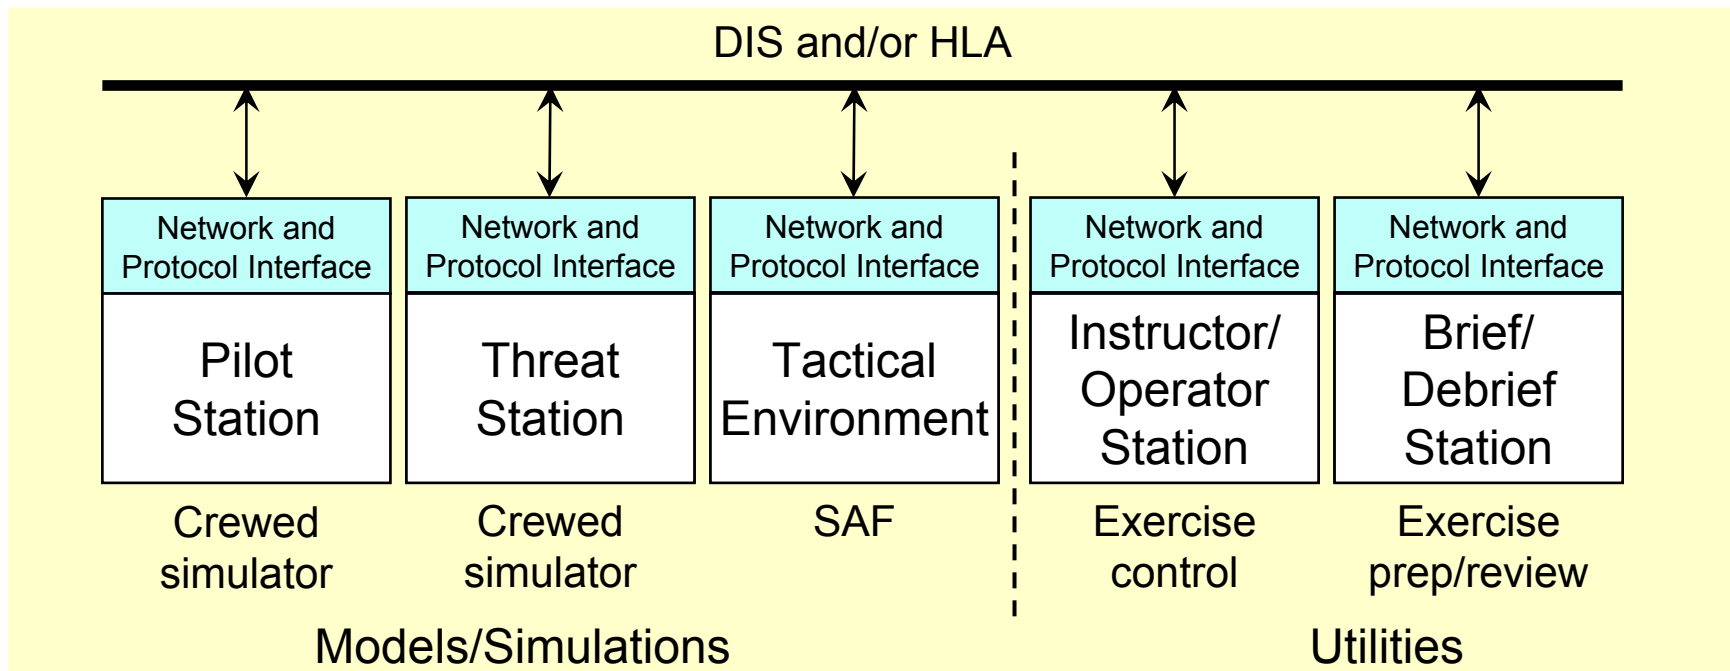 DIS and/or HLA
Network and
Protocol Interface
Pilot
Station
Crewed
simulator
Network and
Protocol Interface
Threat
Station
Crewed
simulator
Network and
Protocol Interface
Tactical
Environment
SAF
Network and
Protocol Interface
Instructor/
Operator
Station
Exercise
control
Network and
Protocol Interface
Brief/
Debrief
Station
Exercise
prep/review
Models/Simulations
Utilities